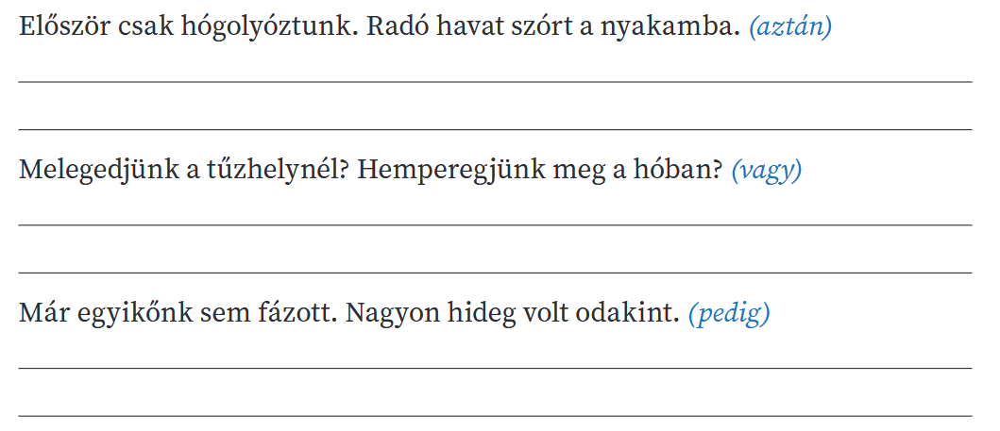 Először csak hógolyóztunk. Radó havat szórt a nyakamba. (aztán)
Melegedjünk a tűzhelynél? Hemperegjünk meg a hóban? (vagy)
Már egyikőnk sem fázott. Nagyon hideg volt odakint. (pedig)